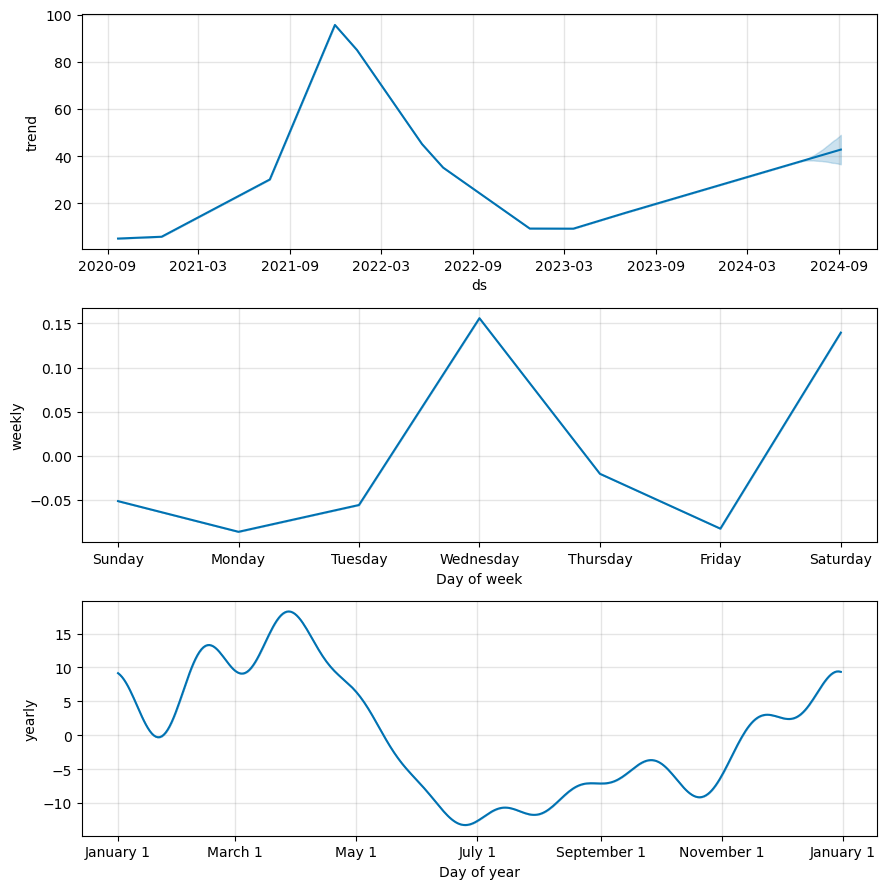 100
80
60
40
20
trend
2020-09 2021-03 2021-09 2022-03 2022-09 2023-03 2023-09 2024-03 2024-09
ds
0.15
0.10
0.05
0.00
−0.05
weekly
Sunday Monday Tuesday Wednesday Thursday Friday Saturday
Day of week
15
10
5
0
−5
−10
yearly
January 1 March 1 May 1 July 1 September 1 November 1 January 1
Day of year